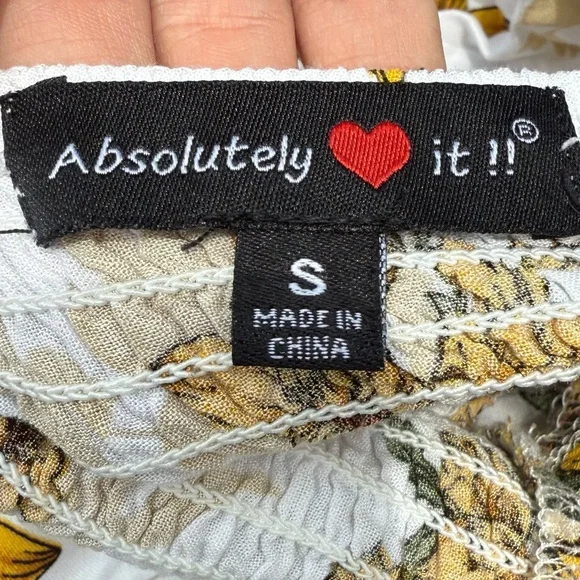 Absolutely ❤ it !!®
S
MADE IN
CHINA